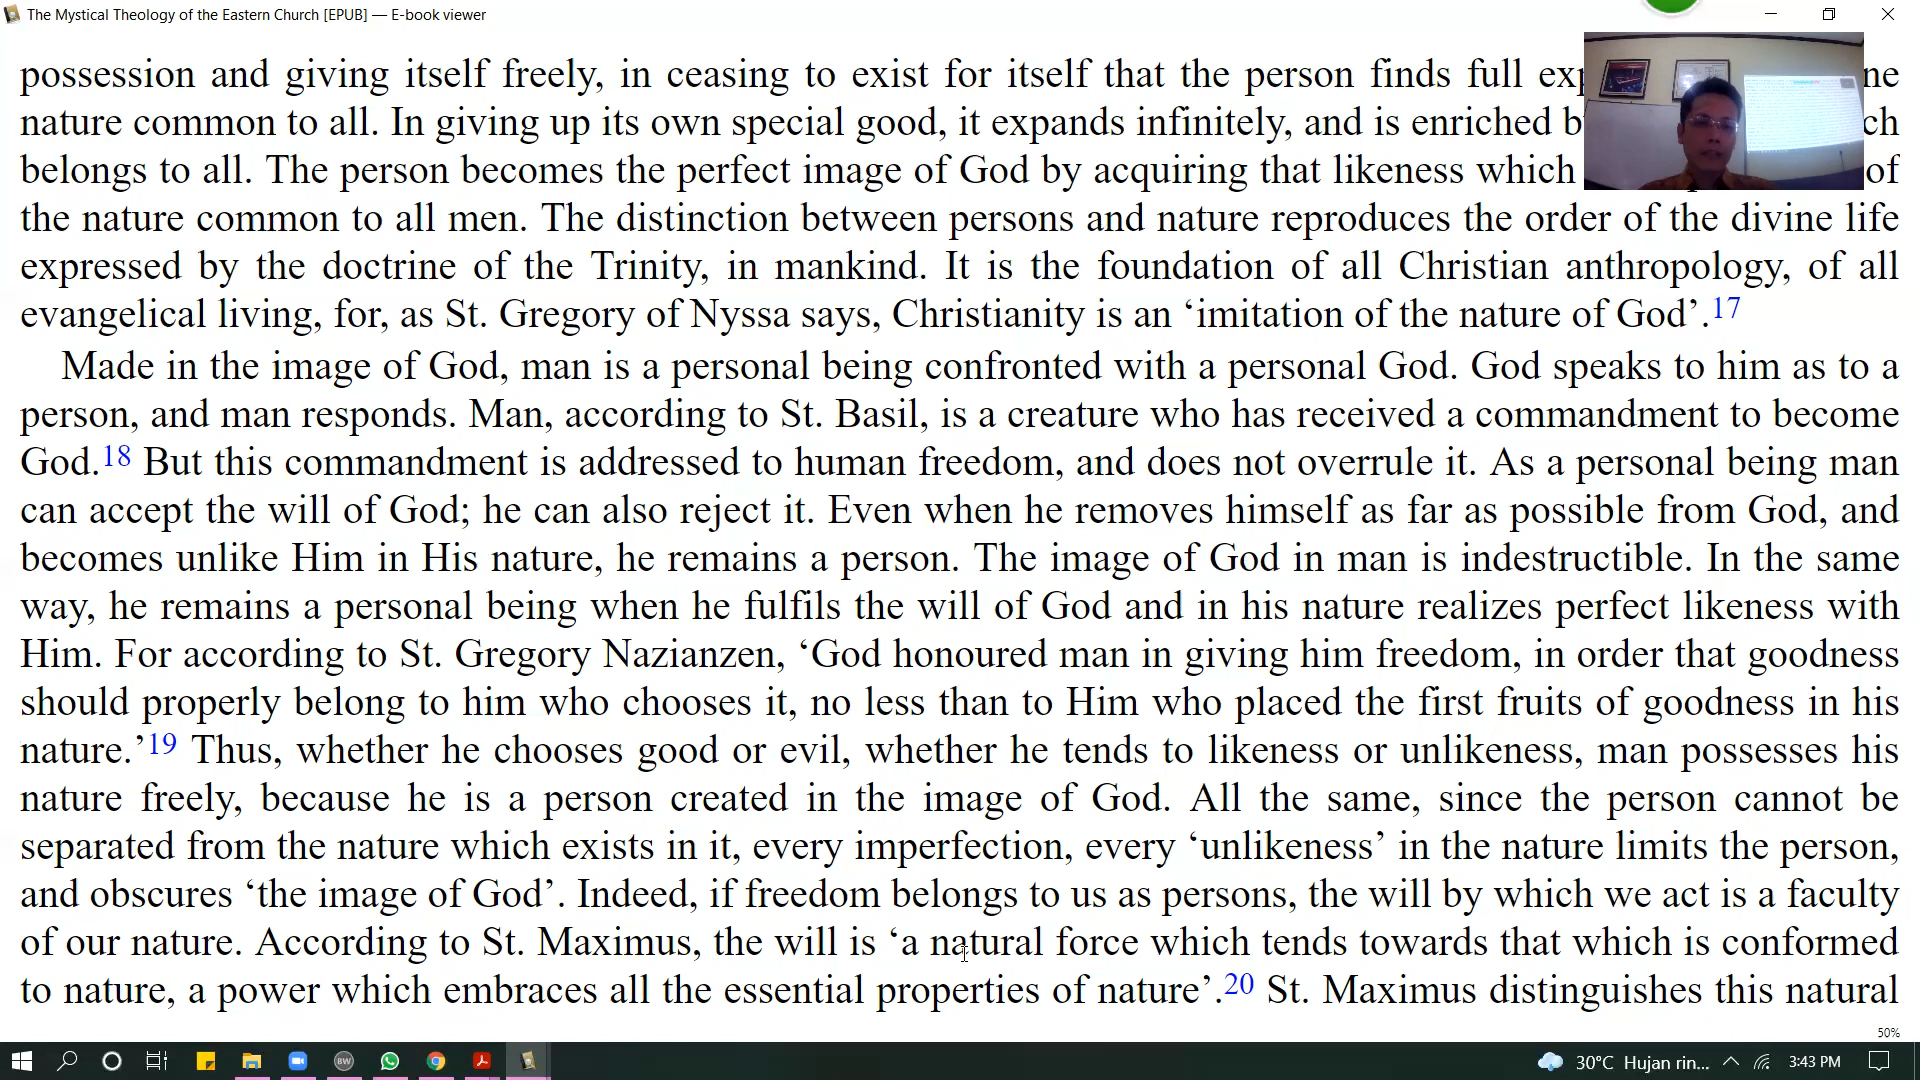 The Mystical Theology of the Eastern Church [EPUB] — E-book viewer
possession and giving itself freely, in ceasing to exist for itself that the person finds full ne
nature common to all. In giving up its own special good, it expands infinitely, and is enriched ch
belongs to all. The person becomes the perfect image of God by acquiring that likeness which of
the nature common to all men. The distinction between persons and nature reproduces the order of the divine life
expressed by the doctrine of the Trinity, in mankind. It is the foundation of all Christian anthropology, of all
evangelical living, for, as St. Gregory of Nyssa says, Christianity is an ‘imitation of the nature of God’.17
Made in the image of God, man is a personal being confronted with a personal God. God speaks to him as to a
person, and man responds. Man, according to St. Basil, is a creature who has received a commandment to become
God.18 But this commandment is addressed to human freedom, and does not overrule it. As a personal being man
can accept the will of God; he can also reject it. Even when he removes himself as far as possible from God, and
becomes unlike Him in His nature, he remains a person. The image of God in man is indestructible. In the same
way, he remains a personal being when he fulfils the will of God and in his nature realizes perfect likeness with
Him. For according to St. Gregory Nazianzen, ‘God honoured man in giving him freedom, in order that goodness
should properly belong to him who chooses it, no less than to Him who placed the first fruits of goodness in his
nature.’19 Thus, whether he chooses good or evil, whether he tends to likeness or unlikeness, man possesses his
nature freely, because he is a person created in the image of God. All the same, since the person cannot be
separated from the nature which exists in it, every imperfection, every ‘unlikeness’ in the nature limits the person,
and obscures ‘the image of God’. Indeed, if freedom belongs to us as persons, the will by which we act is a faculty
of our nature. According to St. Maximus, the will is ‘a natural force which tends towards that which is conformed
to nature, a power which embraces all the essential properties of nature’.20 St. Maximus distinguishes this natural
50%
BW
30°C Hujan rin... 3:43 PM